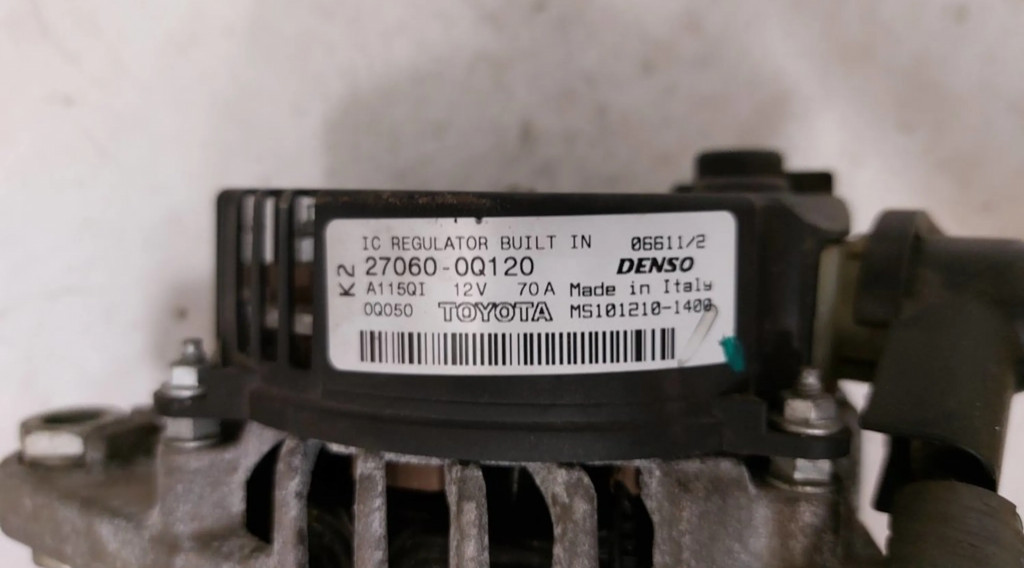 IC REGULATOR BUILT IN 06611/2
K2 27060-0Q120 DENSO
A115QI 12V 70A Made in Italy
0Q050 TOYOTA MS101210-1400